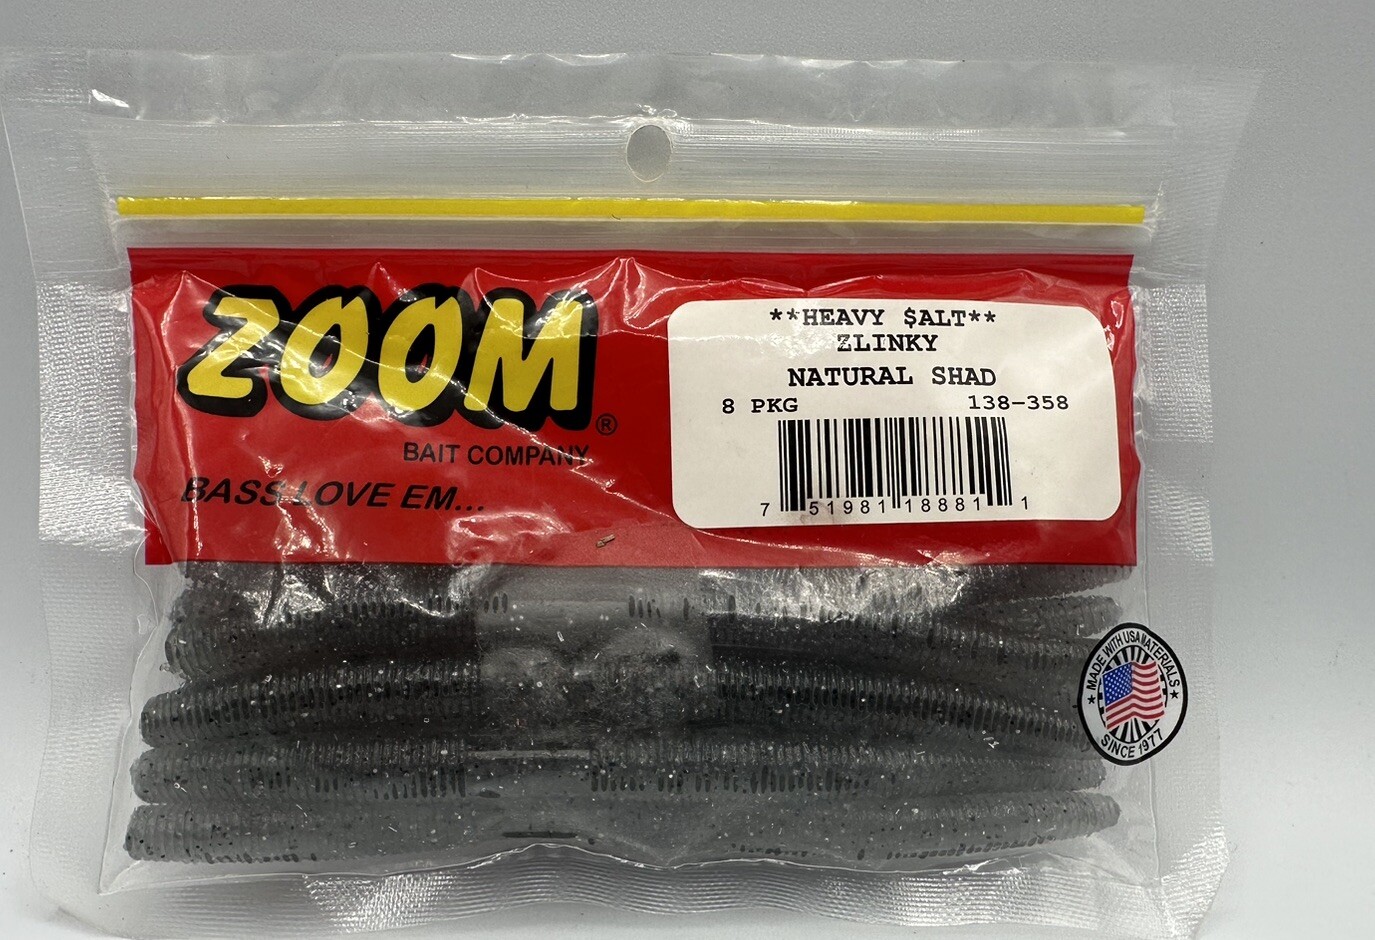 ZOOM®
BAIT COMPANY
BASS LOVE EM...
**HEAVY $ALT**
ZLINKY
NATURAL SHAD
8 PKG 138-358
7 51981 18881 1
★ MADE WITH USA MATERIALS ★
SINCE 1977